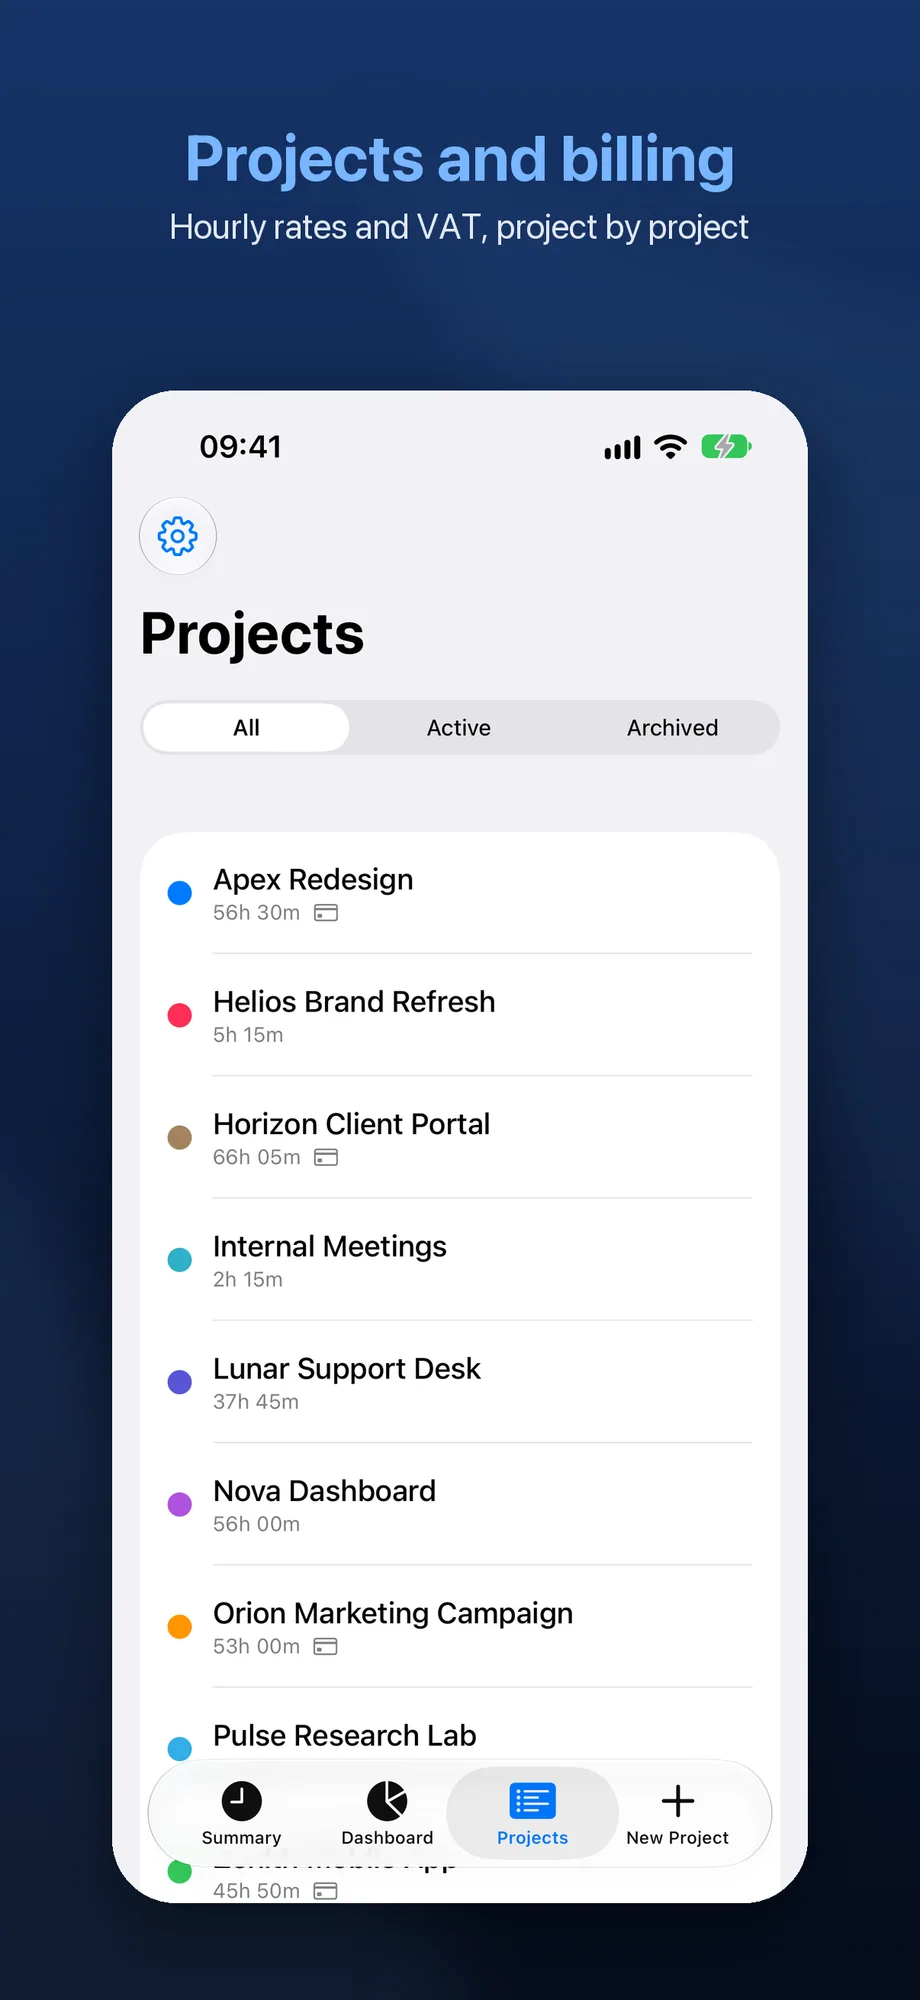 Projects and billing
Hourly rates and VAT, project by project
09:41
Projects
All Active Archived
Apex Redesign
56h 30m
Helios Brand Refresh
5h 15m
Horizon Client Portal
66h 05m
Internal Meetings
2h 15m
Lunar Support Desk
37h 45m
Nova Dashboard
56h 00m
Orion Marketing Campaign
53h 00m
Pulse Research Lab
Summary Dashboard Projects New Project
45h 50m